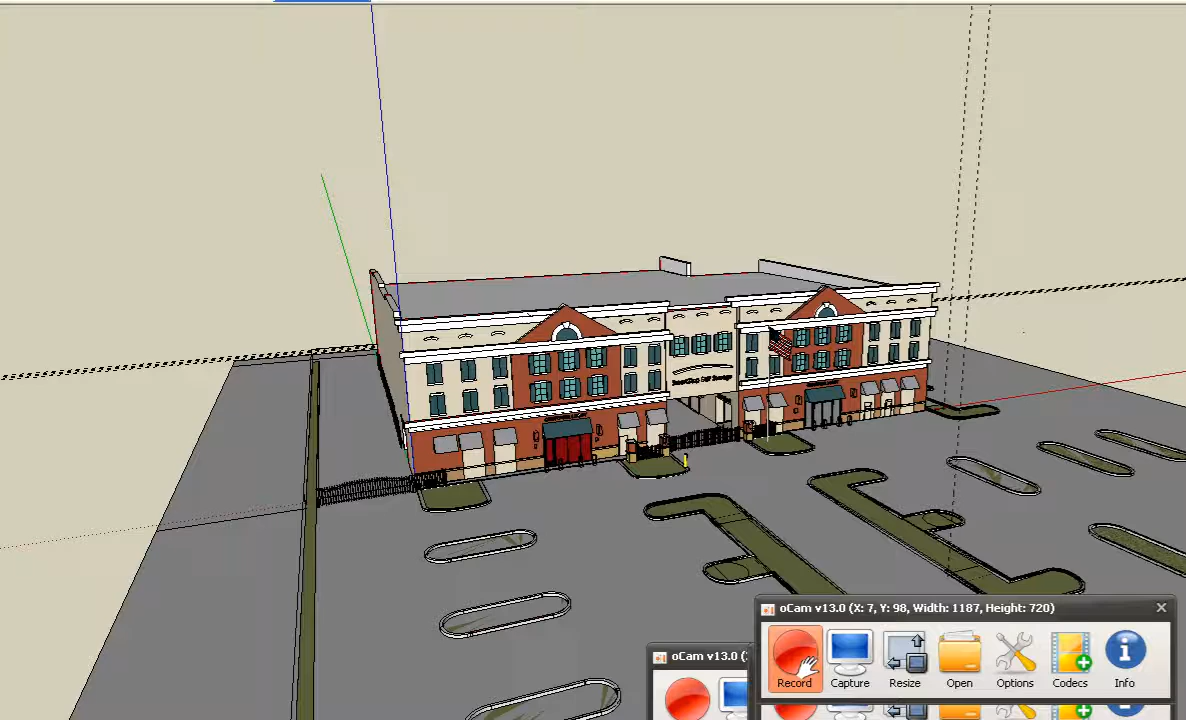 oCam v13.0 (X: 7, Y: 98, Width: 1187, Height: 720)
Record
Capture
Resize
Open
Options
Codecs
Info
oCam v13.0 (